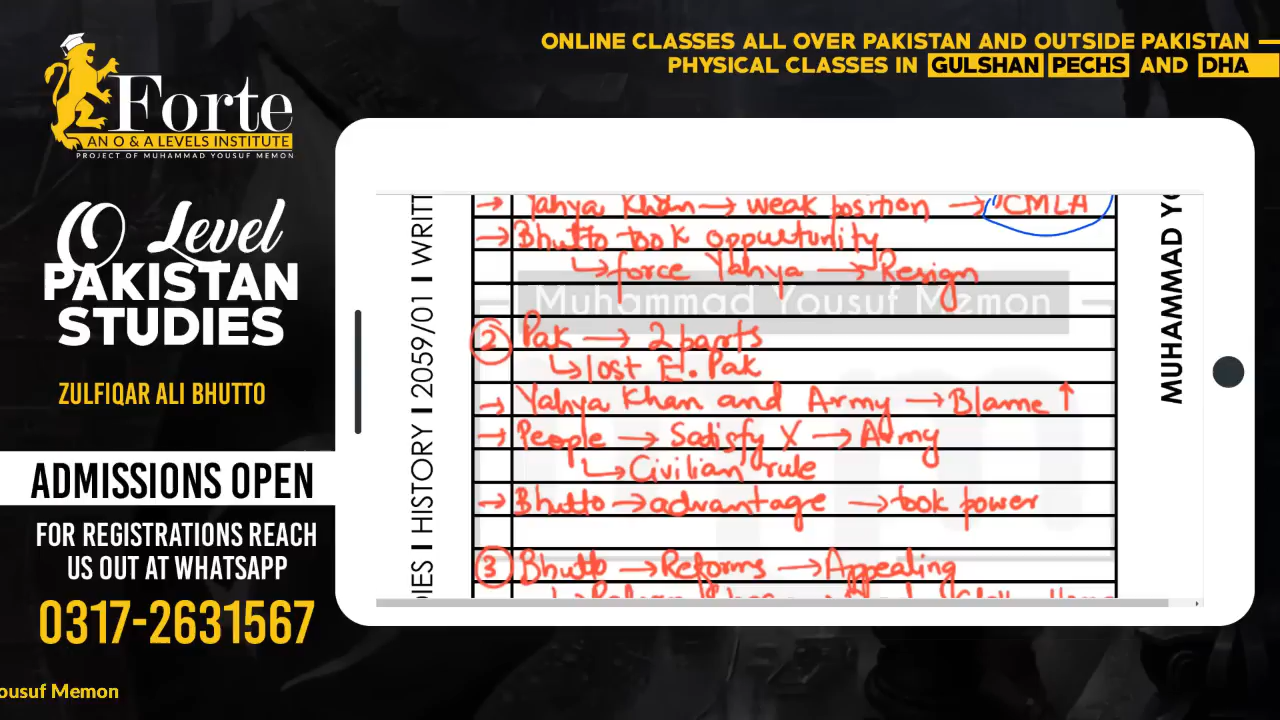 Forte
AN O & A LEVELS INSTITUTE
PROJECT OF MUHAMMAD YOUSUF MEMON
ONLINE CLASSES ALL OVER PAKISTAN AND OUTSIDE PAKISTAN
PHYSICAL CLASSES IN GULSHAN PECHS AND DHA
O Level
PAKISTAN
STUDIES
ZULFIQAR ALI BHUTTO
ADMISSIONS OPEN
FOR REGISTRATIONS REACH
US OUT AT WHATSAPP
0317-2631567
ousuf Memon
IES I HISTORY I 2059/01 I WRITT
→ Yahya Khan → weak position → CMLA
→ Bhutto took oppurtunity
↳ force Yahya → Resign
Muhammad Yousuf Memon
② Pak → 2 parts
↳ lost E. Pak
→ Yahya Khan and Army → Blame ↑
→ People → Satisfy X → Army
↳ Civilian rule
→ Bhutto → advantage → took power
③ Bhutto → Reforms → Appealing
MUHAMMAD YO